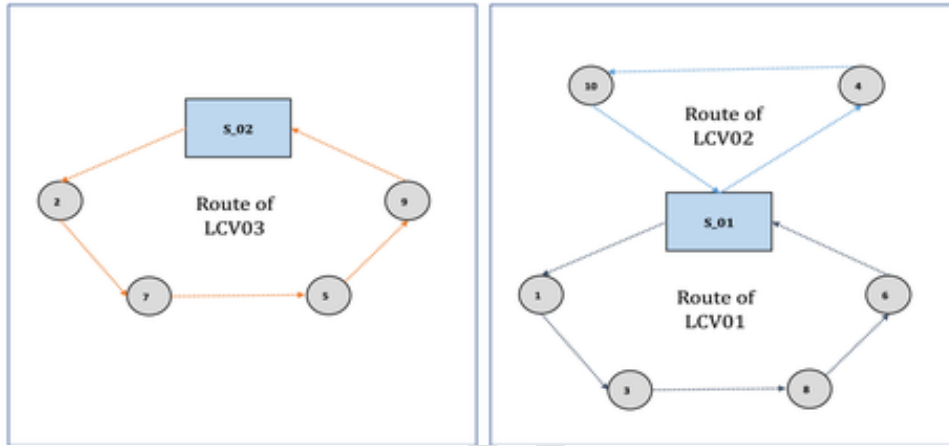 S_02
2
Route of
LCV03
9
7
5
10
4
Route of
LCV02
S_01
1
Route of
LCV01
6
3
8